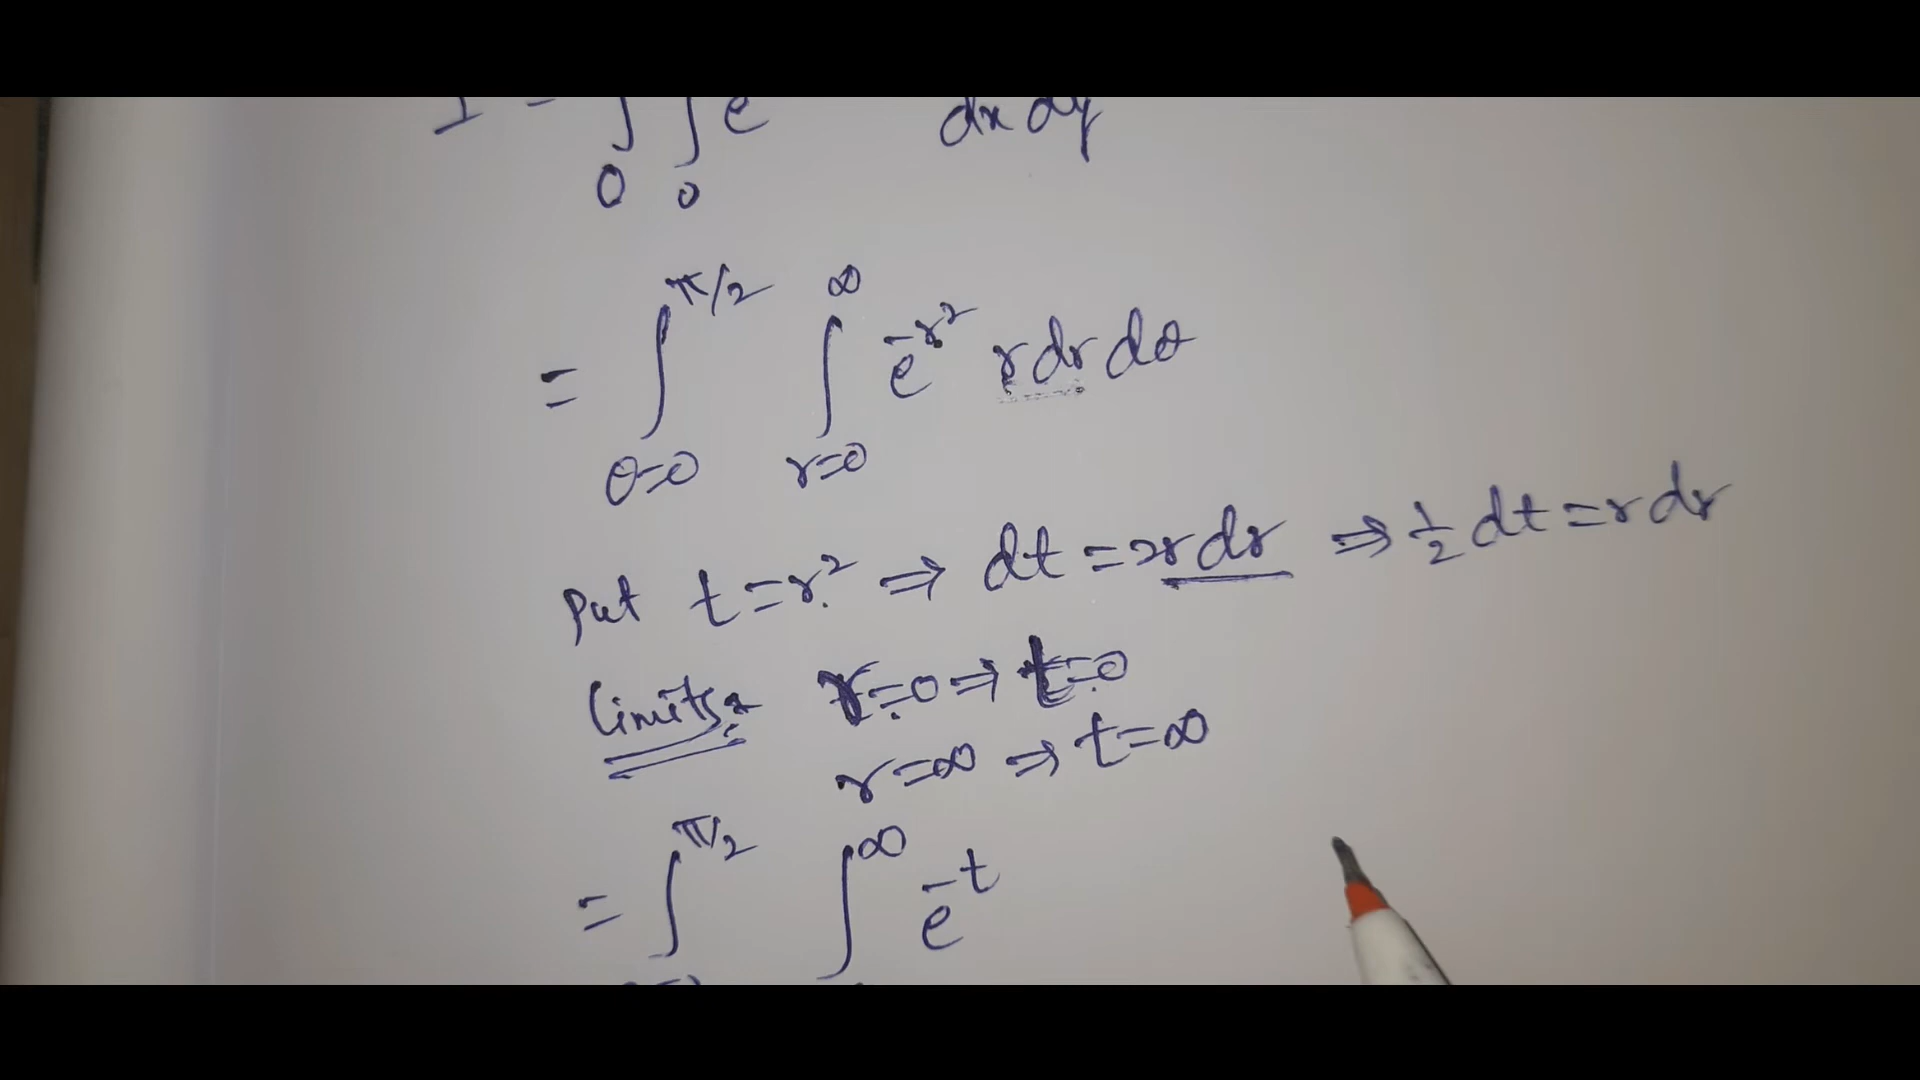 I = ∫₀ ∫₀ e dx dy
= ∫_{θ=0}^{π/2} ∫_{r=0}^{∞} e^{-r²} r dr dθ
Put t = r² ⇒ dt = 2r dr ⇒ ½ dt = r dr
Limits: r = 0 ⇒ t = 0
r = ∞ ⇒ t = ∞
= ∫^{π/2} ∫^{∞} e^{-t}